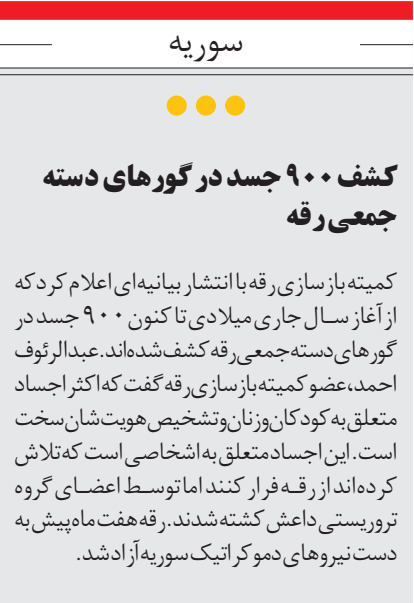 سوریه
کشف ۹۰۰ جسد در گورهای دسته
جمعی رقه
کمیته بازسازی رقه با انتشار بیانیه‌ای اعلام کرد که
از آغاز سال جاری میلادی تا کنون ۹۰۰ جسد در
گورهای دسته جمعی رقه کشف شده‌اند. عبدالرئوف
احمد، عضو کمیته بازسازی رقه گفت که اکثر اجساد
متعلق به کودکان و زنان و تشخیص هویت شان سخت
است. این اجساد متعلق به اشخاصی است که تلاش
کرده‌اند از رقه فرار کنند اما توسط اعضای گروه
تروریستی داعش کشته شدند. رقه هفت ماه پیش به
دست نیروهای دموکراتیک سوریه آزاد شد.